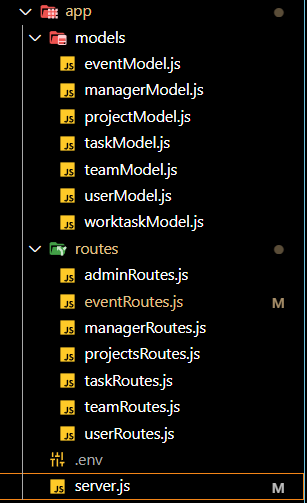 app
models
JS eventModel.js
JS managerModel.js
JS projectModel.js
JS taskModel.js
JS teamModel.js
JS userModel.js
JS worktaskModel.js
routes
JS adminRoutes.js
JS eventRoutes.js M
JS managerRoutes.js
JS projectsRoutes.js
JS taskRoutes.js
JS teamRoutes.js
JS userRoutes.js
.env
JS server.js M